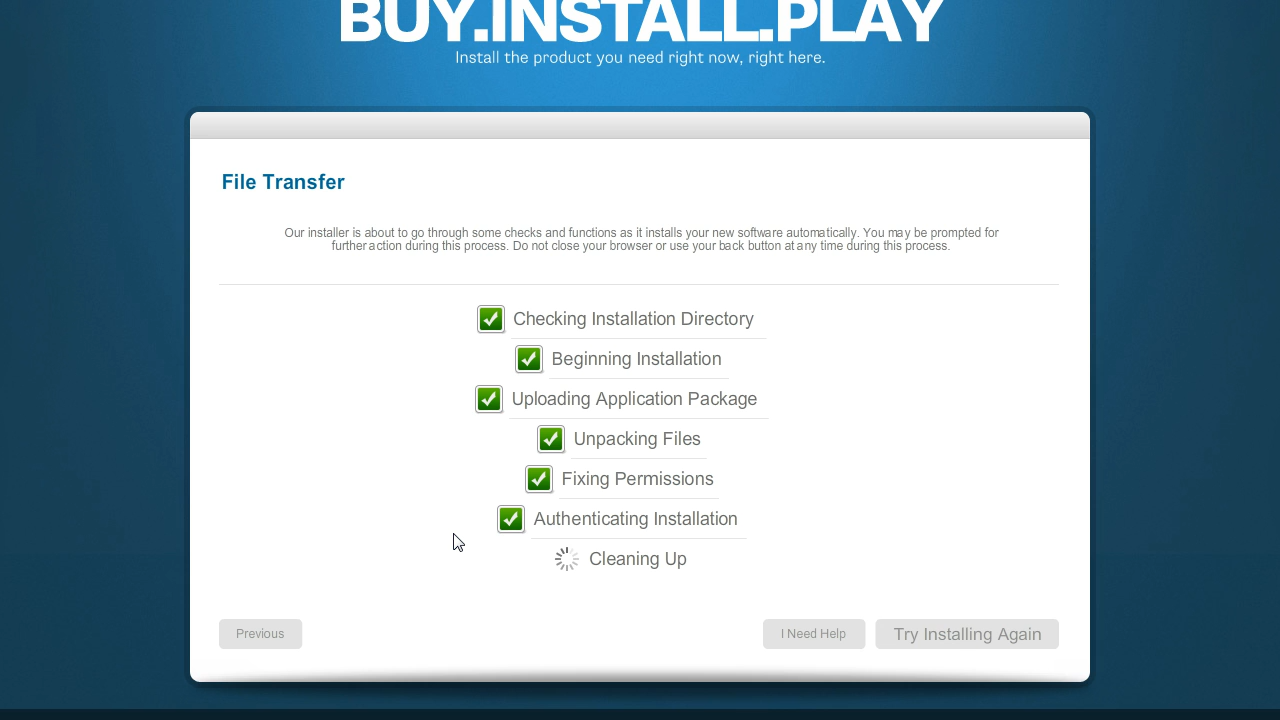 BUY.INSTALL.PLAY
Install the product you need right now, right here.
File Transfer
Our installer is about to go through some checks and functions as it installs your new software automatically. You may be prompted for
further action during this process. Do not close your browser or use your back button at any time during this process.
Checking Installation Directory
Beginning Installation
Uploading Application Package
Unpacking Files
Fixing Permissions
Authenticating Installation
Cleaning Up
Previous
I Need Help
Try Installing Again